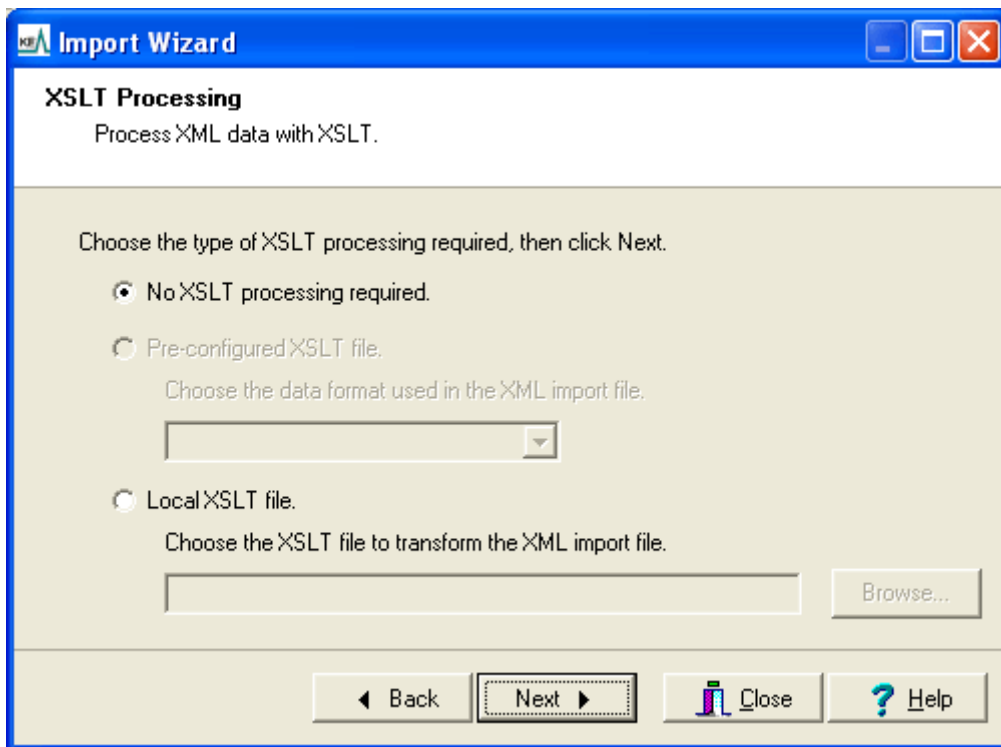 KE Import Wizard
XSLT Processing
Process XML data with XSLT.
Choose the type of XSLT processing required, then click Next.
No XSLT processing required.
Pre-configured XSLT file.
Choose the data format used in the XML import file.
Local XSLT file.
Choose the XSLT file to transform the XML import file.
Browse...
Back Next Close Help